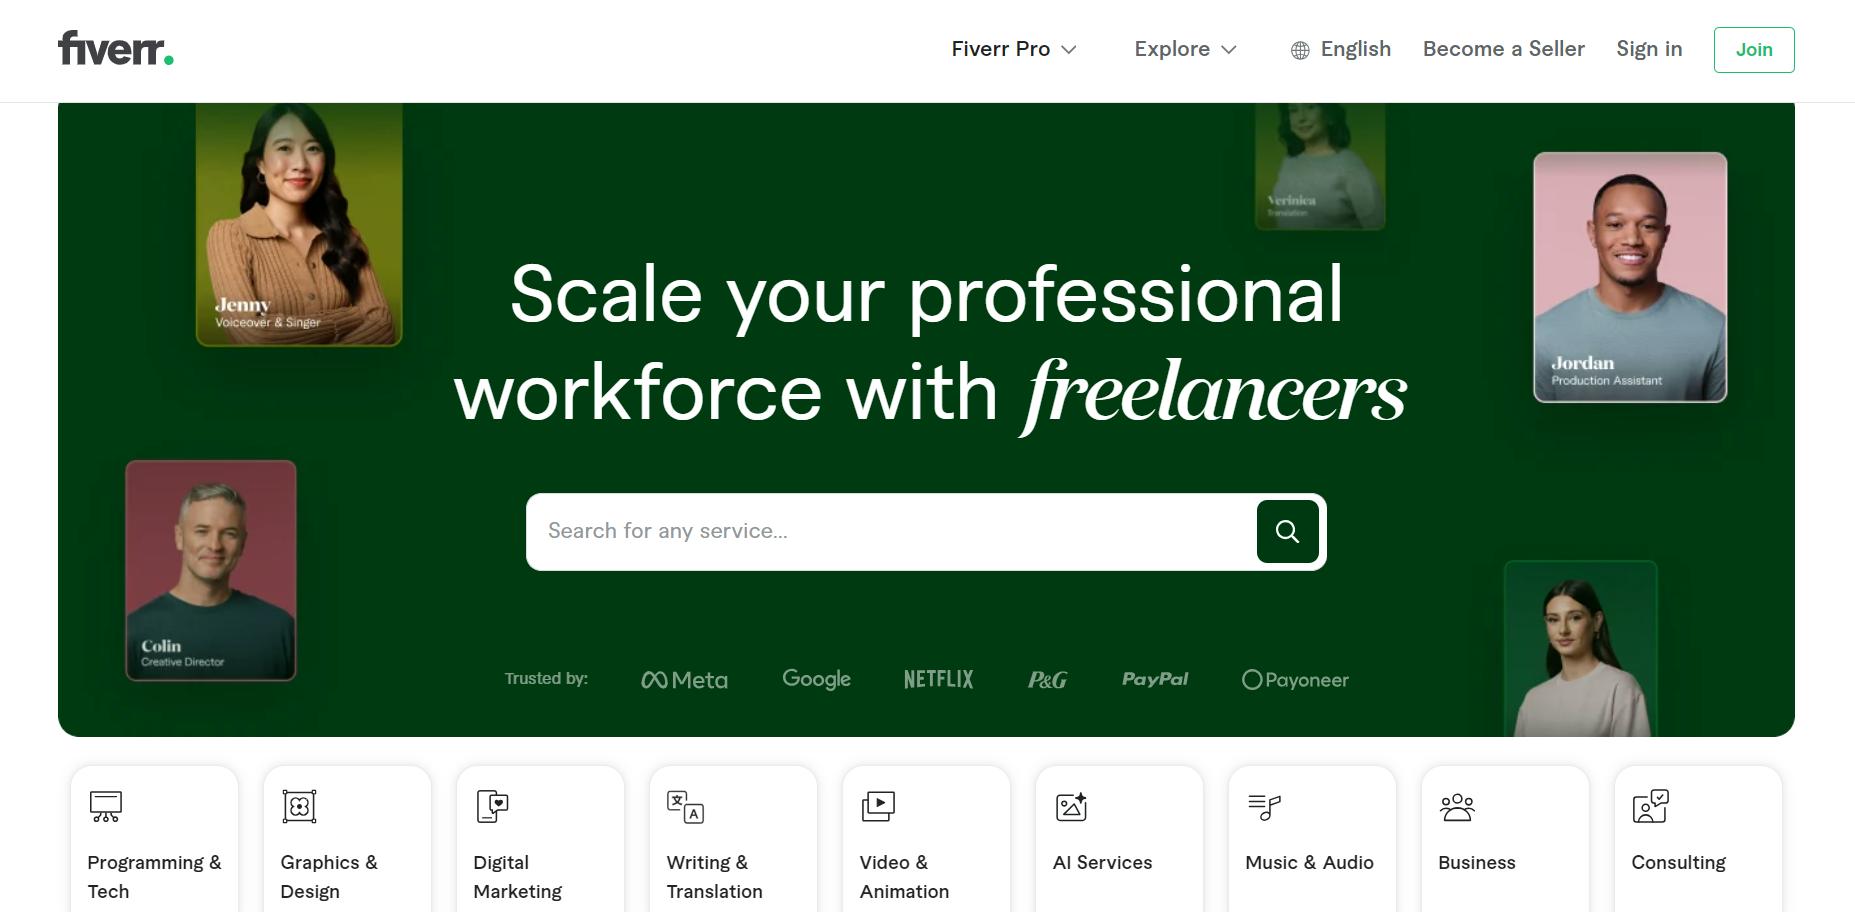 fiverr.
Fiverr Pro
Explore
English
Become a Seller
Sign in
Join
Jenny
Voiceover & Singer
Verinica
Translation
Jordan
Production Assistant
Scale your professional
workforce with freelancers
Search for any service...
Colin
Creative Director
Trusted by:
Meta
Google
NETFLIX
P&G
PayPal
Payoneer
Programming &
Tech
Graphics &
Design
Digital
Marketing
Writing &
Translation
Video &
Animation
AI Services
Music & Audio
Business
Consulting